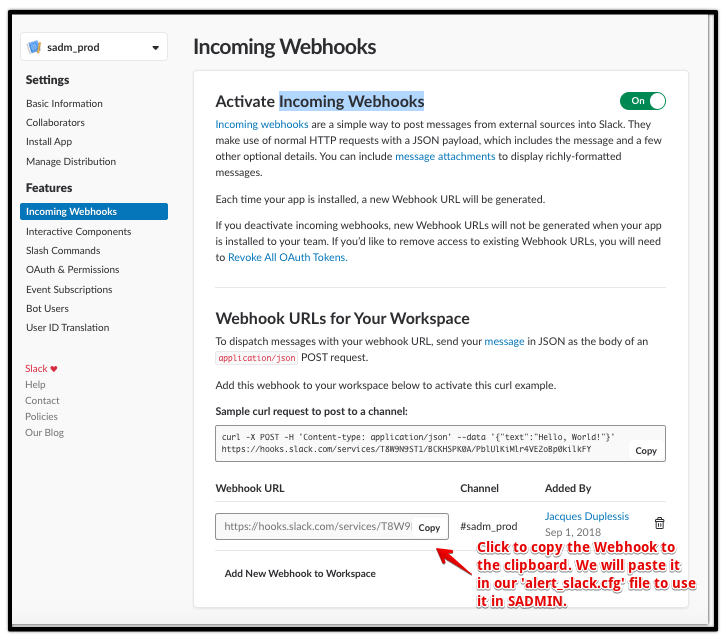 sadm_prod
Incoming Webhooks
Settings
Basic Information
Collaborators
Install App
Manage Distribution
Features
Incoming Webhooks
Interactive Components
Slash Commands
OAuth & Permissions
Event Subscriptions
Bot Users
User ID Translation
Slack ♥
Help
Contact
Policies
Our Blog
Activate Incoming Webhooks
On
Incoming webhooks are a simple way to post messages from external sources into Slack. They
make use of normal HTTP requests with a JSON payload, which includes the message and a few
other optional details. You can include message attachments to display richly-formatted
messages.
Each time your app is installed, a new Webhook URL will be generated.
If you deactivate incoming webhooks, new Webhook URLs will not be generated when your app
is installed to your team. If you'd like to remove access to existing Webhook URLs, you will need
to Revoke All OAuth Tokens.
Webhook URLs for Your Workspace
To dispatch messages with your webhook URL, send your message in JSON as the body of an
application/json POST request.
Add this webhook to your workspace below to activate this curl example.
Sample curl request to post to a channel:
curl -X POST -H 'Content-type: application/json' --data '{"text":"Hello, World!"}'
https://hooks.slack.com/services/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
Copy
Webhook URL Channel Added By
https://hooks.slack.com/services/T8W9 Copy #sadm_prod Jacques Duplessis
Sep 1, 2018
Click to copy the Webhook to
the clipboard. We will paste it
in our 'alert_slack.cfg' file to use
it in SADMIN.
Add New Webhook to Workspace